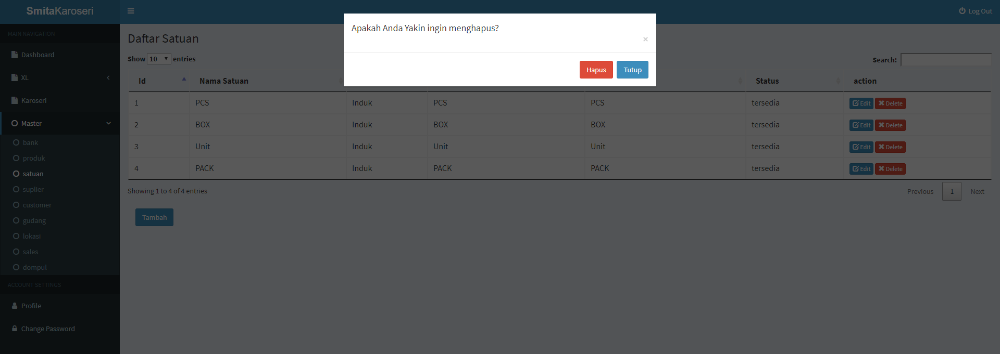 SmitaKaroseri
Log Out
Apakah Anda Yakin ingin menghapus?
×
Hapus Tutup
MAIN NAVIGATION
Dashboard
XL
Karoseri
Master
bank
produk
satuan
suplier
customer
gudang
lokasi
sales
dompul
ACCOUNT SETTINGS
Profile
Change Password
Daftar Satuan
Show 10 entries
Search:
Id Nama Satuan Status action
1 PCS Induk PCS PCS tersedia Edit Delete
2 BOX Induk BOX BOX tersedia Edit Delete
3 Unit Induk Unit Unit tersedia Edit Delete
4 PACK Induk PACK PACK tersedia Edit Delete
Showing 1 to 4 of 4 entries
Previous 1 Next
Tambah